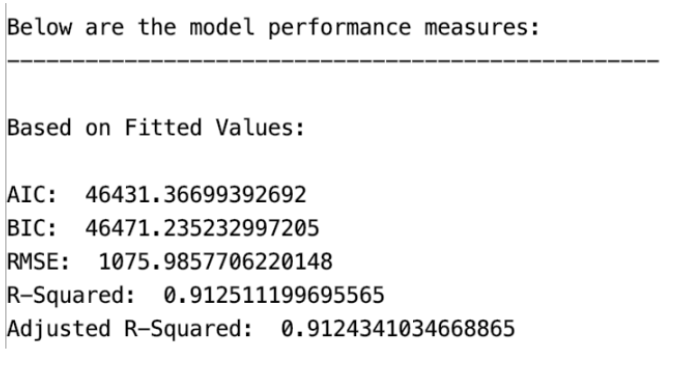 Below are the model performance measures:
--------------------------------------------------
Based on Fitted Values:
AIC:  46431.36699392692
BIC:  46471.235232997205
RMSE:  1075.9857706220148
R-Squared:  0.912511199695565
Adjusted R-Squared:  0.9124341034668865